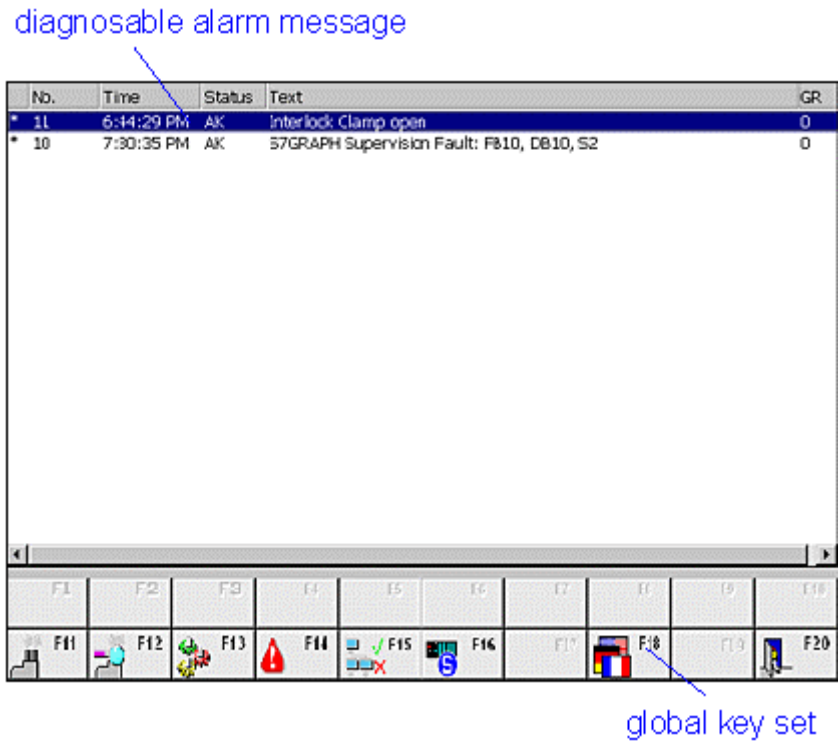 diagnosable alarm message
No. Time Status Text GR
* 11 6:44:29 PM AK Interlock Clamp open 0
* 10 7:30:35 PM AK S7GRAPH Supervision Fault: FB10, DB10, S2 0
F1 F2 F3 F4 F5 F6 F7 F8 F9 F10
F11 F12 F13 F14 F15 S F16 F17 F18 F19 F20
global key set